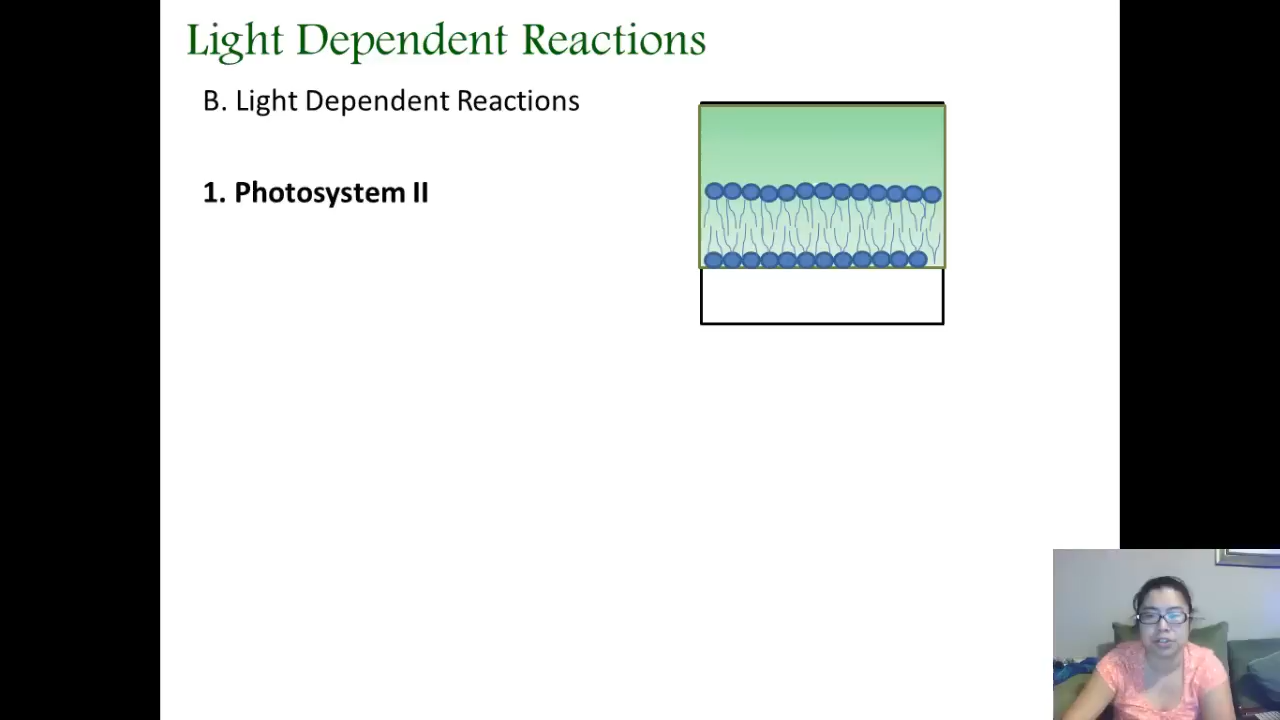 Light Dependent Reactions
B. Light Dependent Reactions
1. Photosystem II